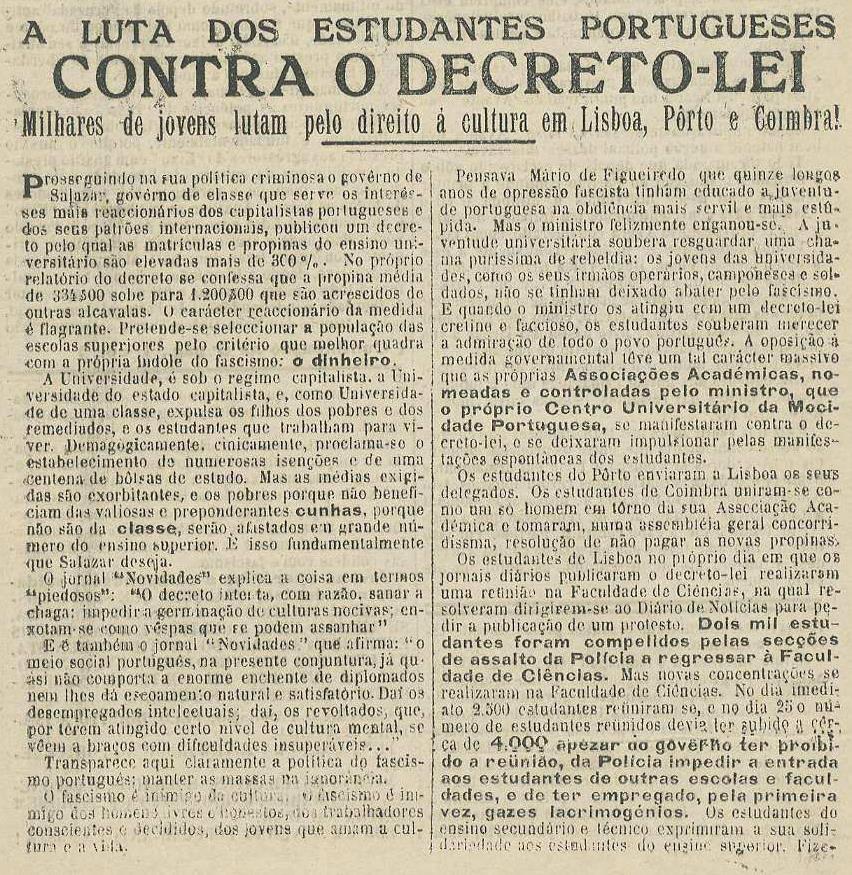 A LUTA DOS ESTUDANTES PORTUGUESES
CONTRA O DECRETO-LEI
Milhares de jovens lutam pelo direito á cultura em Lisboa, Pôrto e Coimbra!
Prosseguindo na sua política criminosa o govêrno de
Salazar, govêrno de classe que serve os interês-
ses mais reaccionários dos capitalistas portugueses e
dos seus patrões internacionais, publicou um decre-
to pelo qual as matrículas e propinas do ensino uni-
versitário são elevadas mais de 300%. No próprio
relatório do decreto se confessa que a propina média
de 334$00 sobe para 1.200$00 que são acrescidos de
outras alcavalas. O carácter reaccionário da medida
é flagrante. Pretende-se seleccionar a população das
escolas superiores pelo critério que melhor quadra
com a própria índole do fascismo: o dinheiro.
A Universidade, é sob o regime capitalista, a Uni-
versidade do estado capitalista, e, como Universida-
de de uma classe, expulsa os filhos dos pobres e dos
remediados, e os estudantes que trabalham para vi-
ver. Demagogicamente, cinicamente, proclama-se o
estabelecimento de numerosas isenções e de uma
centena de bôlsas de estudo. Mas as médias exigi-
das são exorbitantes, e os pobres porque não benefi-
ciam das valiosas e preponderantes cunhas, porque
não são da classe, serão afastados em grande nú-
mero do ensino superior. É isso fundamentalmente
que Salazar deseja.
O jornal "Novidades" explica a coisa em termos
"piedosos": "O decreto intenta, com razão, sanar a
chaga: impedir a germinação de culturas nocivas; en-
xotam-se como vêspas que se podem assanhar"
E é também o jornal "Novidades" que afirma: "o
meio social português, na presente conjuntura, já qu-
ási não comporta a enorme enchente de diplomados
nem lhes dá escoamento natural e satisfatório. Daí os
desempregados intelectuais; daí, os revoltados, que,
por terem atingido certo nível de cultura mental, se
vêem a braços com dificuldades insuperáveis..."
Transparece aqui claramente a política do fascis-
mo português: manter as massas na ignorância.
O fascismo é inimigo da cultura, o fascismo é ini-
migo dos homens livres e honestos, dos trabalhadores
conscientes e decididos, dos jovens que amam a cul-
tura e a vida.
Pensava Mário de Figueiredo que quinze longos
anos de opressão fascista tinham educado a juventu-
de portuguesa na obdiência mais servil e mais estú-
pida. Mas o ministro felizmente enganou-se. A ju-
ventude universitária soubera resguardar uma cha-
ma puríssima de rebeldia: os jovens das universida-
des, como os seus irmãos operários, camponeses e sol-
dados, não se tinham deixado abater pelo fascismo.
E quando o ministro os atingiu com um decreto-lei
cretino e faccioso, os estudantes souberam merecer
a admiração de todo o povo português. A oposição á
medida governamental têve um tal carácter massivo
que as próprias Associações Académicas, no-
meadas e controladas pelo ministro, que
o próprio Centro Universitário da Moci-
dade Portuguesa, se manifestaram contra o de-
creto-lei, e se deixaram impulsionar pelas manifes-
tações espontâneas dos estudantes.
Os estudantes do Pôrto enviaram a Lisboa os seus
delegados. Os estudantes de Coimbra uniram-se co-
mo um só homem em tôrno da sua Associação Aca-
démica e tomaram, numa assembléia geral concorri-
dissma, resolução de não pagar as novas propinas.
Os estudantes de Lisboa no próprio dia em que os
jornais diários publicaram o decreto-lei realizaram
uma reünião na Faculdade de Ciências, na qual re-
solveram dirigirem-se ao Diário de Notícias para pe-
dir a publicação de um protesto. Dois mil estu-
dantes foram compelidos pelas secções
de assalto da Polícia a regressar à Facul-
dade de Ciências. Mas novas concentrações se
realizaram na Faculdade de Ciências. No dia imedi-
ato 2.500 estudantes reüniram se, e no dia 25 o nú-
mero de estudantes reünidos devia ter subido a cêr-
ca de 4.000 apezar do govêrno ter proïbi-
do a reünião, da Polícia impedir a entrada
aos estudantes de outras escolas e facul-
dades, e de ter empregado, pela primeira
vez, gazes lacrimogénios. Os estudantes do
ensino secundário e técnico exprimiram a sua soli-
dariedade aos estudantes do ensino superior. Fize-